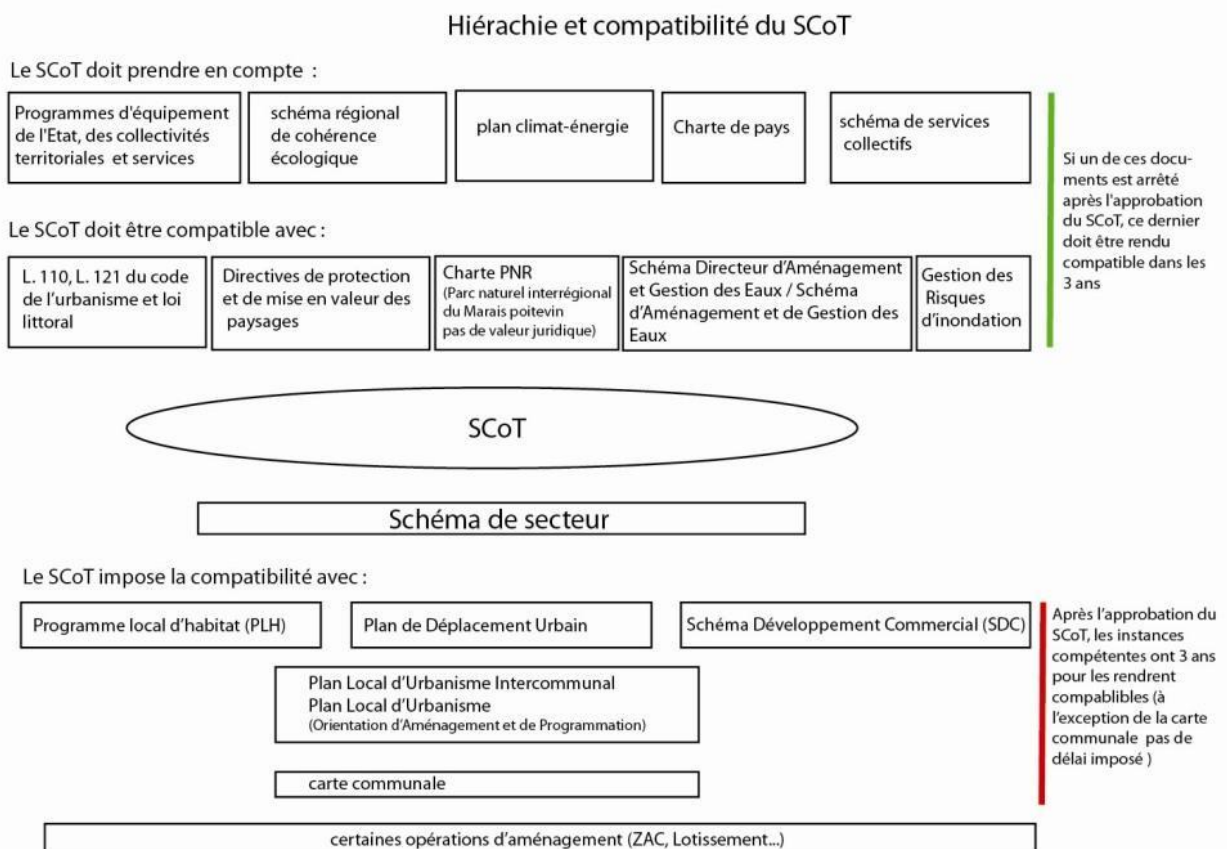 Hiérachie et compatibilité du SCoT
Le SCoT doit prendre en compte :
Programmes d'équipement
de l'Etat, des collectivités
territoriales et services
schéma régional
de cohérence
écologique
plan climat-énergie
Charte de pays
schéma de services
collectifs
Si un de ces docu-
ments est arrêté
après l'approbation
du SCoT, ce dernier
doit être rendu
compatible dans les
3 ans
Le SCoT doit être compatible avec :
L. 110, L. 121 du code
de l'urbanisme et loi
littoral
Directives de protection
et de mise en valeur des
paysages
Charte PNR
(Parc naturel interrégional
du Marais poitevin
pas de valeur juridique)
Schéma Directeur d'Aménagement
et Gestion des Eaux / Schéma
d'Aménagement et de Gestion des
Eaux
Gestion des
Risques
d'inondation
SCoT
Schéma de secteur
Le SCoT impose la compatibilité avec :
Programme local d'habitat (PLH)
Plan de Déplacement Urbain
Schéma Développement Commercial (SDC)
Plan Local d'Urbanisme Intercommunal
Plan Local d'Urbanisme
(Orientation d'Aménagement et de Programmation)
carte communale
certaines opérations d'aménagement (ZAC, Lotissement...)
Après l'approbation du
SCoT, les instances
compétentes ont 3 ans
pour les rendrent
compablibles (à
l'exception de la carte
communale pas de
délai imposé )